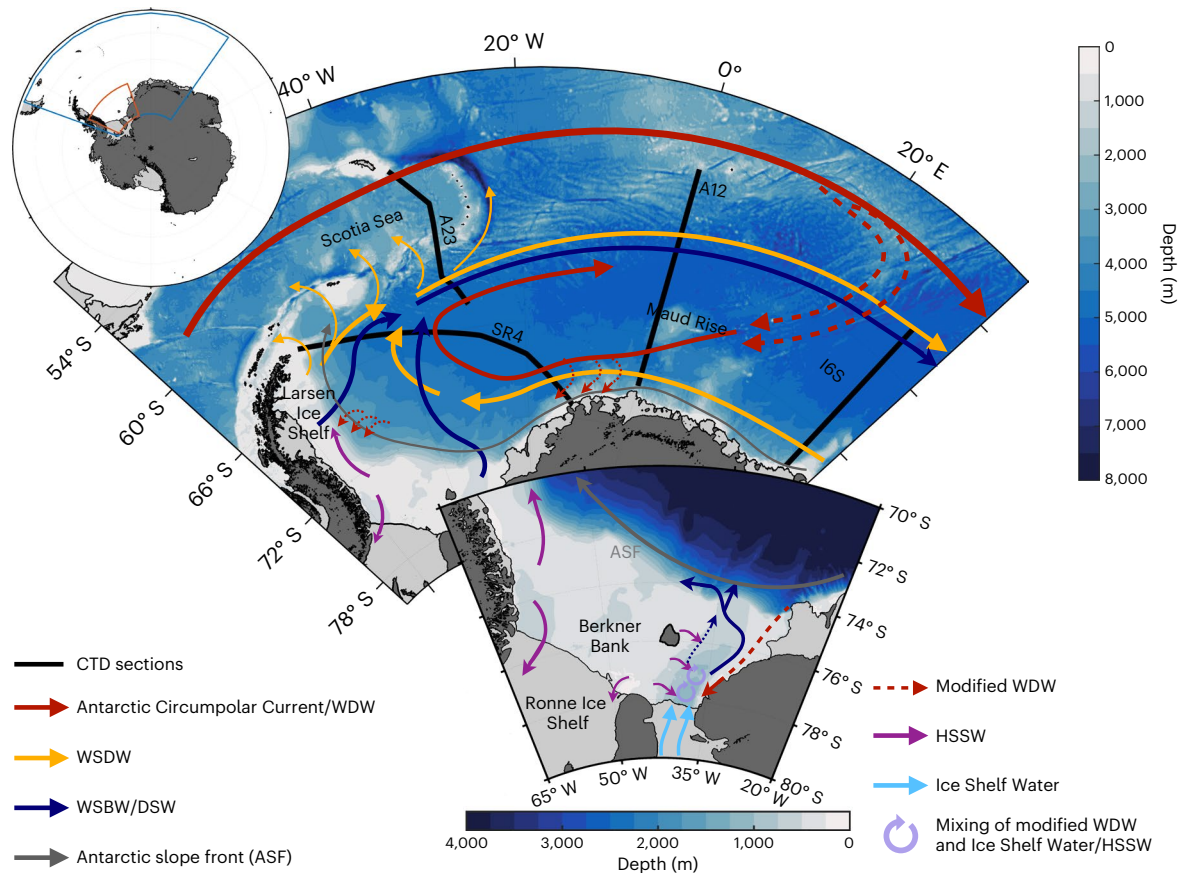 40° W
20° W
0°
20° E
54° S
60° S
66° S
72° S
78° S
Scotia Sea
A23
A12
SR4
Maud Rise
I6S
Larsen
Ice
Shelf
0
1,000
2,000
3,000
4,000
5,000
6,000
7,000
8,000
Depth (m)
ASF
Berkner
Bank
Ronne Ice
Shelf
70° S
72° S
74° S
76° S
78° S
80° S
65° W
50° W
35° W
20° W
4,000
3,000
2,000
1,000
0
Depth (m)
CTD sections
Antarctic Circumpolar Current/WDW
WSDW
WSBW/DSW
Antarctic slope front (ASF)
Modified WDW
HSSW
Ice Shelf Water
Mixing of modified WDW
and Ice Shelf Water/HSSW